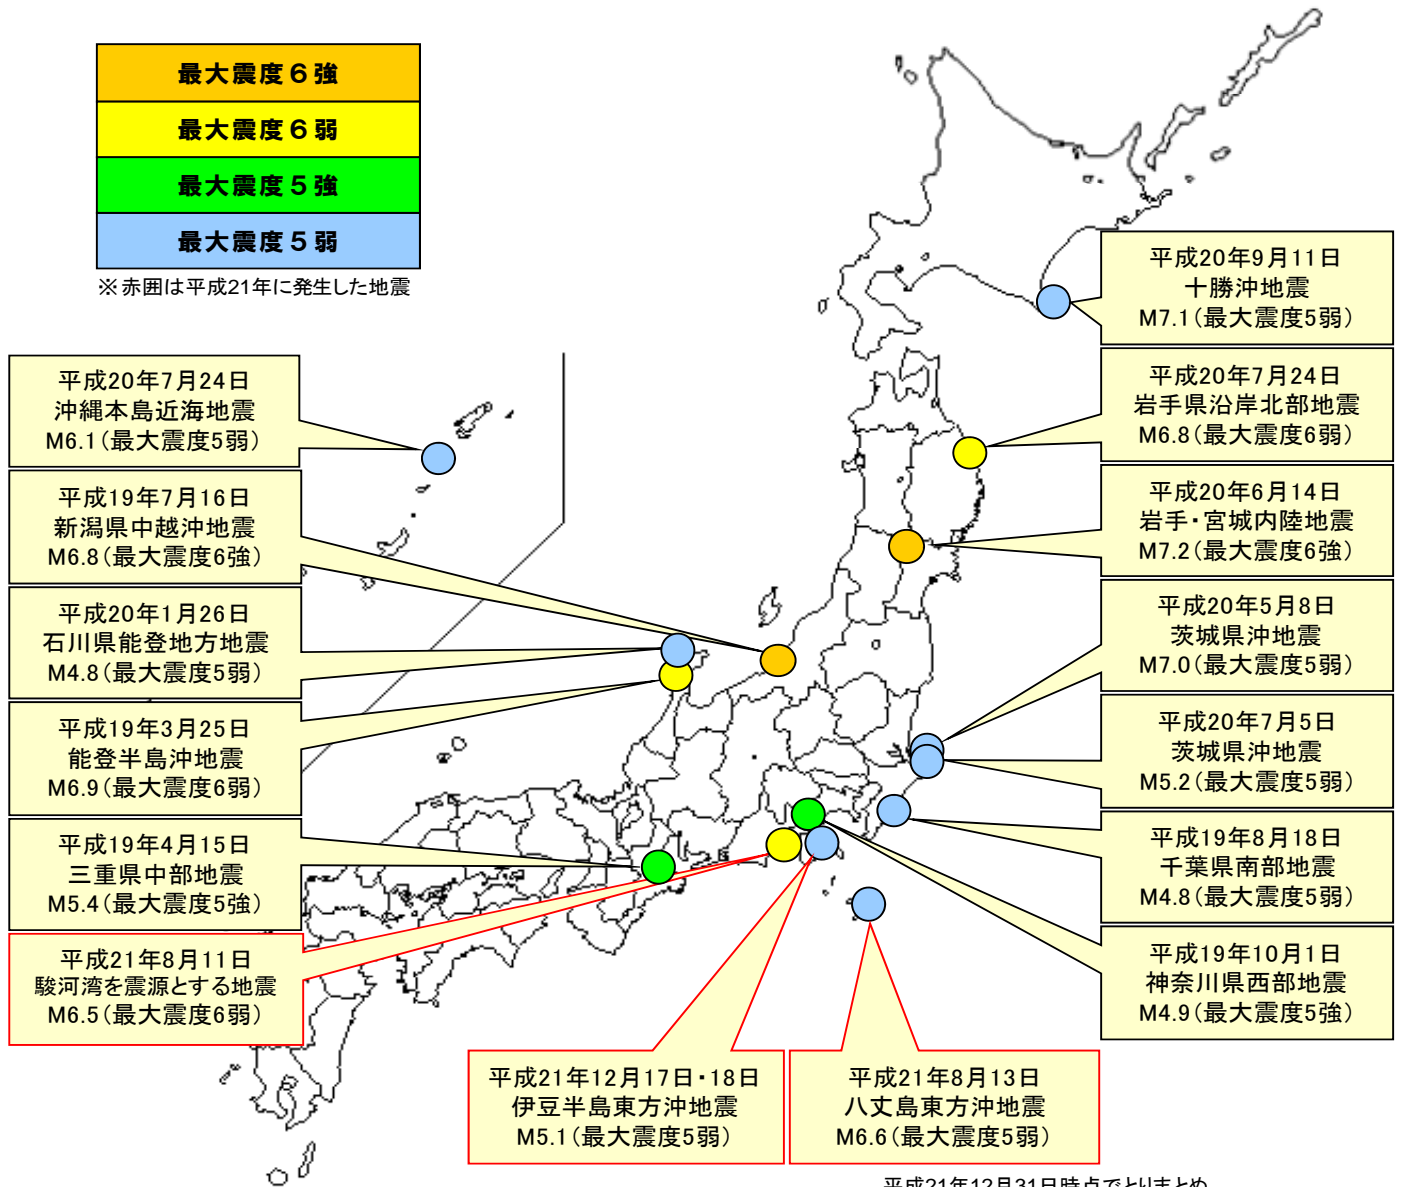 最大震度６強
最大震度６弱
最大震度５強
最大震度５弱
※赤囲は平成21年に発生した地震
平成20年7月24日
沖縄本島近海地震
M6.1（最大震度5弱）
平成19年7月16日
新潟県中越沖地震
M6.8（最大震度6強）
平成20年1月26日
石川県能登地方地震
M4.8（最大震度5弱）
平成19年3月25日
能登半島沖地震
M6.9（最大震度6弱）
平成19年4月15日
三重県中部地震
M5.4（最大震度5強）
平成21年8月11日
駿河湾を震源とする地震
M6.5（最大震度6弱）
平成20年9月11日
十勝沖地震
M7.1（最大震度5弱）
平成20年7月24日
岩手県沿岸北部地震
M6.8（最大震度6弱）
平成20年6月14日
岩手・宮城内陸地震
M7.2（最大震度6強）
平成20年5月8日
茨城県沖地震
M7.0（最大震度5弱）
平成20年7月5日
茨城県沖地震
M5.2（最大震度5弱）
平成19年8月18日
千葉県南部地震
M4.8（最大震度5弱）
平成19年10月1日
神奈川県西部地震
M4.9（最大震度5強）
平成21年12月17日・18日
伊豆半島東方沖地震
M5.1（最大震度5弱）
平成21年8月13日
八丈島東方沖地震
M6.6（最大震度5弱）
平成21年12月31日時点でとりまとめ